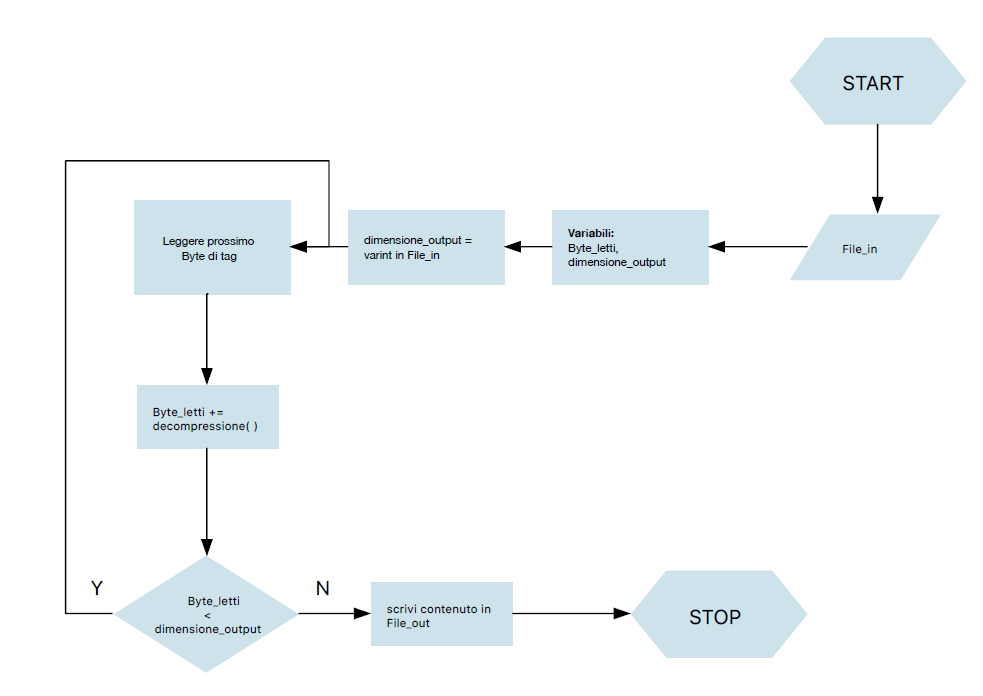 START
File_in
Variabili:
Byte_letti,
dimensione_output
dimensione_output =
varint in File_in
Leggere prossimo
Byte di tag
Byte_letti +=
decompressione( )
Byte_letti
<
dimensione_output
Y
N
scrivi contenuto in
File_out
STOP